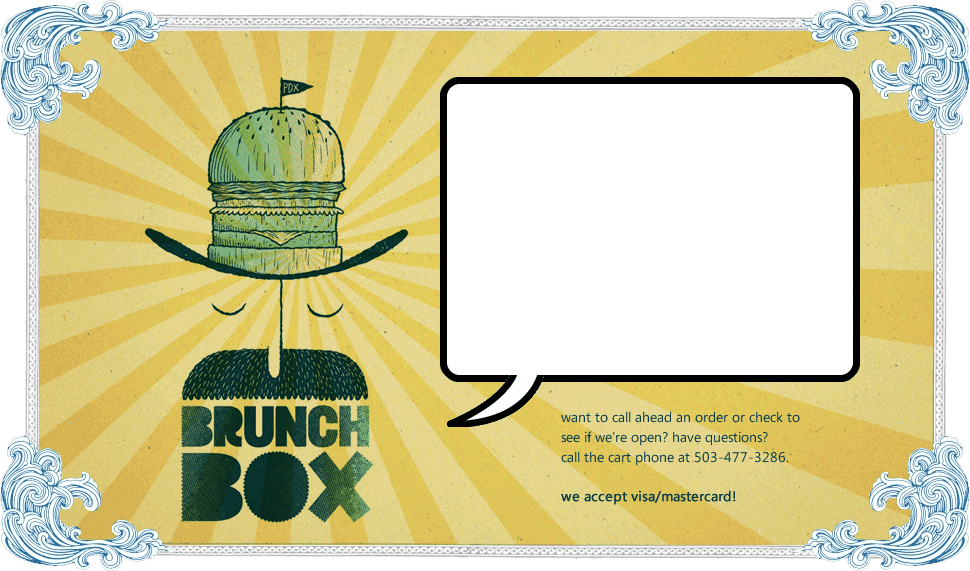 PDX
BRUNCH
BOX
want to call ahead an order or check to
see if we're open? have questions?
call the cart phone at 503-477-3286.
we accept visa/mastercard!